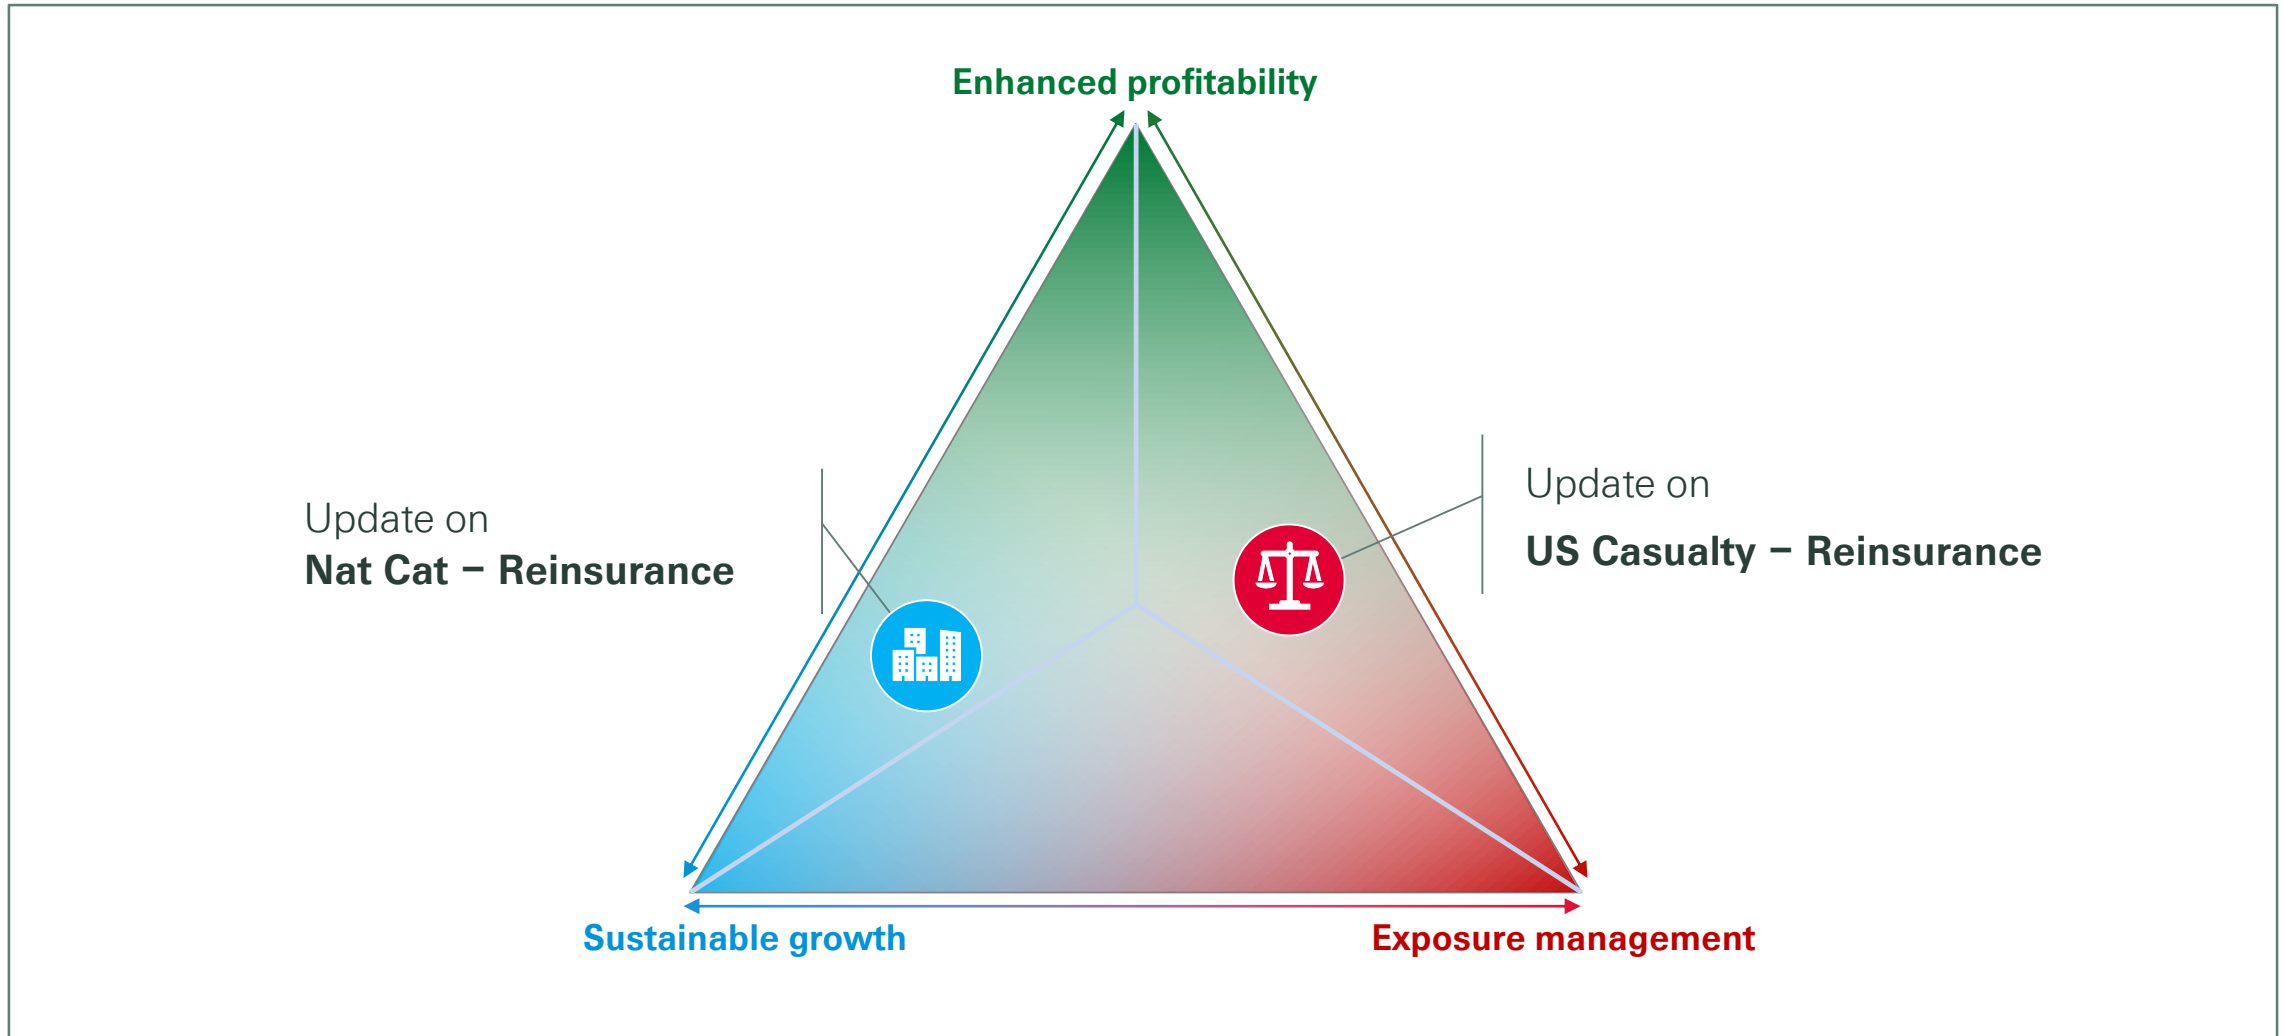 Enhanced profitability
Update on
Nat Cat – Reinsurance
Update on
US Casualty – Reinsurance
Sustainable growth
Exposure management